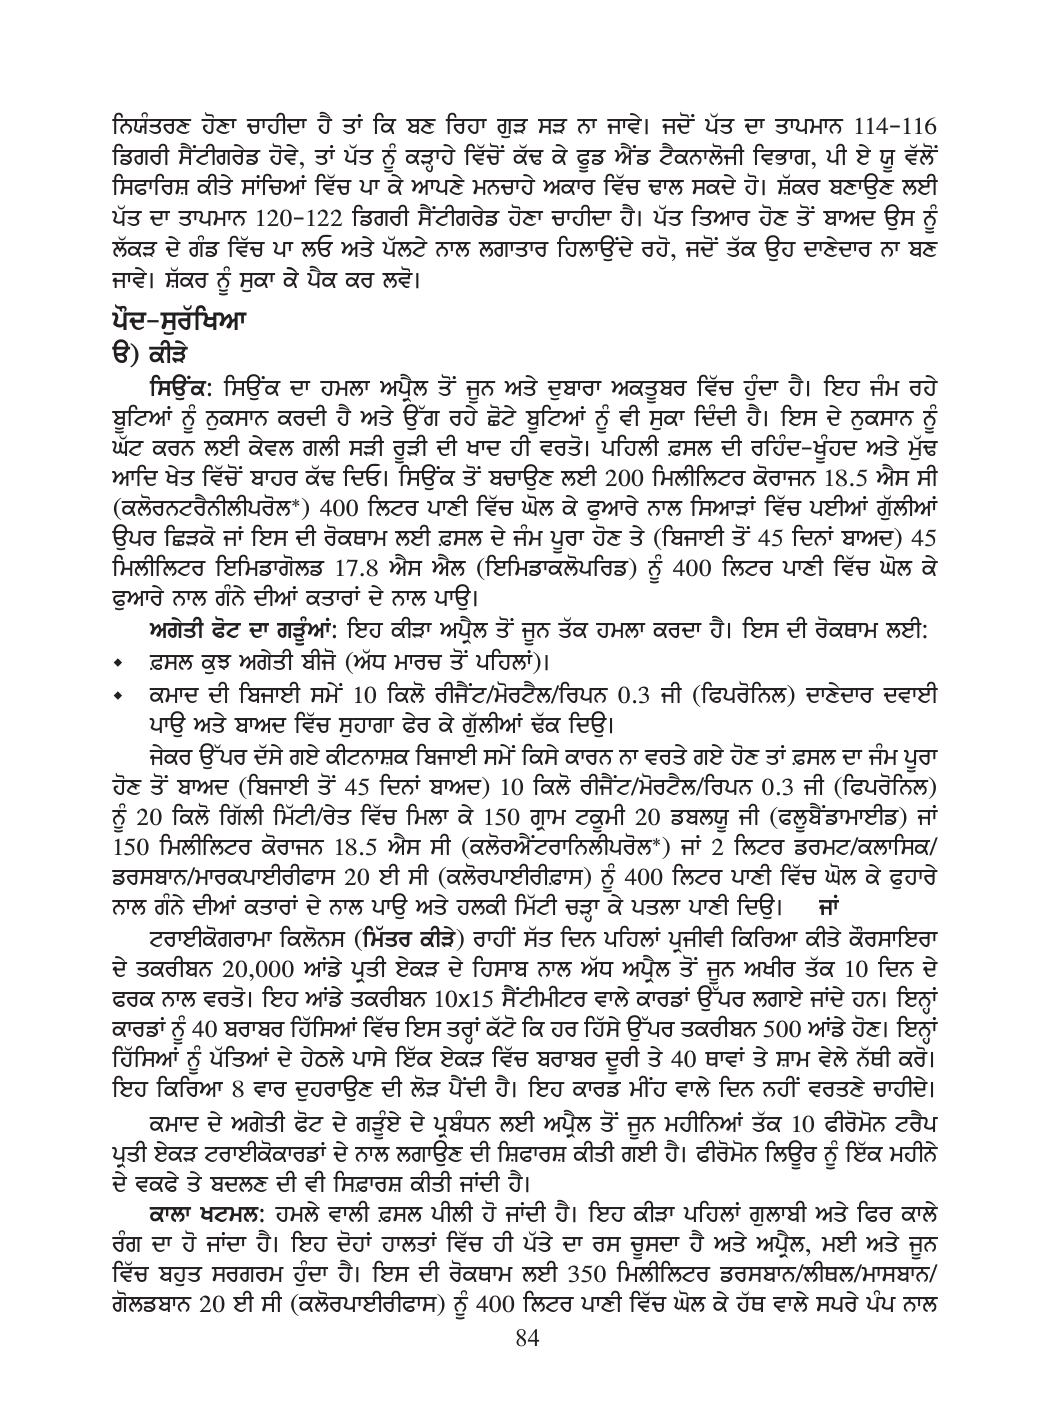 ਨਿਯੰਤਰਣ ਹੋਣਾ ਚਾਹੀਦਾ ਹੈ ਤਾਂ ਕਿ ਬਣ ਰਿਹਾ ਗੁੜ ਸੜ ਨਾ ਜਾਵੇ। ਜਦੋਂ ਪੱਤ ਦਾ ਤਾਪਮਾਨ 114-116
ਡਿਗਰੀ ਸੈਂਟੀਗਰੇਡ ਹੋਵੇ, ਤਾਂ ਪੱਤ ਨੂੰ ਕੜਾਹੇ ਵਿੱਚੋਂ ਕੱਢ ਕੇ ਫੂਡ ਐਂਡ ਟੈਕਨਾਲੋਜੀ ਵਿਭਾਗ, ਪੀ ਏ ਯੂ ਵੱਲੋਂ
ਸਿਫਾਰਿਸ਼ ਕੀਤੇ ਸਾਂਚਿਆਂ ਵਿੱਚ ਪਾ ਕੇ ਆਪਣੇ ਮਨਚਾਹੇ ਅਕਾਰ ਵਿੱਚ ਢਾਲ ਸਕਦੇ ਹੋ। ਸ਼ੱਕਰ ਬਣਾਉਣ ਲਈ
ਪੱਤ ਦਾ ਤਾਪਮਾਨ 120-122 ਡਿਗਰੀ ਸੈਂਟੀਗਰੇਡ ਹੋਣਾ ਚਾਹੀਦਾ ਹੈ। ਪੱਤ ਤਿਆਰ ਹੋਣ ਤੋਂ ਬਾਅਦ ਉਸ ਨੂੰ
ਲੱਕੜ ਦੇ ਗੰਡ ਵਿੱਚ ਪਾ ਲਓ ਅਤੇ ਪੱਲਟੇ ਨਾਲ ਲਗਾਤਾਰ ਹਿਲਾਉਂਦੇ ਰਹੋ, ਜਦੋਂ ਤੱਕ ਉਹ ਦਾਣੇਦਾਰ ਨਾ ਬਣ
ਜਾਵੇ। ਸ਼ੱਕਰ ਨੂੰ ਸੁਕਾ ਕੇ ਪੈਕ ਕਰ ਲਵੋ।
ਪੌਦ-ਸੁਰੱਖਿਆ
ੳ) ਕੀੜੇ
ਸਿਉਂਕ: ਸਿਉਂਕ ਦਾ ਹਮਲਾ ਅਪ੍ਰੈਲ ਤੋਂ ਜੂਨ ਅਤੇ ਦੁਬਾਰਾ ਅਕਤੂਬਰ ਵਿੱਚ ਹੁੰਦਾ ਹੈ। ਇਹ ਜੰਮ ਰਹੇ
ਬੂਟਿਆਂ ਨੂੰ ਨੁਕਸਾਨ ਕਰਦੀ ਹੈ ਅਤੇ ਉੱਗ ਰਹੇ ਛੋਟੇ ਬੂਟਿਆਂ ਨੂੰ ਵੀ ਸੁਕਾ ਦਿੰਦੀ ਹੈ। ਇਸ ਦੇ ਨੁਕਸਾਨ ਨੂੰ
ਘੱਟ ਕਰਨ ਲਈ ਕੇਵਲ ਗਲੀ ਸੜੀ ਰੂੜੀ ਦੀ ਖਾਦ ਹੀ ਵਰਤੋ। ਪਹਿਲੀ ਫ਼ਸਲ ਦੀ ਰਹਿੰਦ-ਖੂੰਹਦ ਅਤੇ ਮੁੱਢ
ਆਦਿ ਖੇਤ ਵਿੱਚੋਂ ਬਾਹਰ ਕੱਢ ਦਿਓ। ਸਿਉਂਕ ਤੋਂ ਬਚਾਉਣ ਲਈ 200 ਮਿਲੀਲਿਟਰ ਕੋਰਾਜਨ 18.5 ਐਸ ਸੀ
(ਕਲੋਰਨਟਰੈਨੀਲੀਪਰੋਲ*) 400 ਲਿਟਰ ਪਾਣੀ ਵਿੱਚ ਘੋਲ ਕੇ ਫੁਆਰੇ ਨਾਲ ਸਿਆੜਾਂ ਵਿੱਚ ਪਈਆਂ ਗੁੱਲੀਆਂ
ਉਪਰ ਛਿੜਕੋ ਜਾਂ ਇਸ ਦੀ ਰੋਕਥਾਮ ਲਈ ਫ਼ਸਲ ਦੇ ਜੰਮ ਪੂਰਾ ਹੋਣ ਤੇ (ਬਿਜਾਈ ਤੋਂ 45 ਦਿਨਾਂ ਬਾਅਦ) 45
ਮਿਲੀਲਿਟਰ ਇਮਿਡਾਗੋਲਡ 17.8 ਐਸ ਐਲ (ਇਮਿਡਾਕਲੋਪਰਿਡ) ਨੂੰ 400 ਲਿਟਰ ਪਾਣੀ ਵਿੱਚ ਘੋਲ ਕੇ
ਫੁਆਰੇ ਨਾਲ ਗੰਨੇ ਦੀਆਂ ਕਤਾਰਾਂ ਦੇ ਨਾਲ ਪਾਉ।
ਅਗੇਤੀ ਫੋਟ ਦਾ ਗੜੂੰਆਂ: ਇਹ ਕੀੜਾ ਅਪ੍ਰੈਲ ਤੋਂ ਜੂਨ ਤੱਕ ਹਮਲਾ ਕਰਦਾ ਹੈ। ਇਸ ਦੀ ਰੋਕਥਾਮ ਲਈ:
⬩ ਫ਼ਸਲ ਕੁਝ ਅਗੇਤੀ ਬੀਜੋ (ਅੱਧ ਮਾਰਚ ਤੋਂ ਪਹਿਲਾਂ)।
⬩ ਕਮਾਦ ਦੀ ਬਿਜਾਈ ਸਮੇਂ 10 ਕਿਲੋ ਰੀਜੈਂਟ/ਮੋਰਟੈਲ/ਰਿਪਨ 0.3 ਜੀ (ਫਿਪਰੋਨਿਲ) ਦਾਣੇਦਾਰ ਦਵਾਈ
ਪਾਉ ਅਤੇ ਬਾਅਦ ਵਿੱਚ ਸੁਹਾਗਾ ਫੇਰ ਕੇ ਗੁੱਲੀਆਂ ਢੱਕ ਦਿਉ।
ਜੇਕਰ ਉੱਪਰ ਦੱਸੇ ਗਏ ਕੀਟਨਾਸ਼ਕ ਬਿਜਾਈ ਸਮੇਂ ਕਿਸੇ ਕਾਰਨ ਨਾ ਵਰਤੇ ਗਏ ਹੋਣ ਤਾਂ ਫ਼ਸਲ ਦਾ ਜੰਮ ਪੂਰਾ
ਹੋਣ ਤੋਂ ਬਾਅਦ (ਬਿਜਾਈ ਤੋਂ 45 ਦਿਨਾਂ ਬਾਅਦ) 10 ਕਿਲੋ ਰੀਜੈਂਟ/ਮੋਰਟੈਲ/ਰਿਪਨ 0.3 ਜੀ (ਫਿਪਰੋਨਿਲ)
ਨੂੰ 20 ਕਿਲੋ ਗਿੱਲੀ ਮਿੱਟੀ/ਰੇਤ ਵਿੱਚ ਮਿਲਾ ਕੇ 150 ਗ੍ਰਾਮ ਟਕੂਮੀ 20 ਡਬਲਯੂ ਜੀ (ਫਲੂਬੈਂਡਾਮਾਈਡ) ਜਾਂ
150 ਮਿਲੀਲਿਟਰ ਕੋਰਾਜਨ 18.5 ਐਸ ਸੀ (ਕਲੋਰਐਂਟਰਾਨਿਲੀਪਰੋਲ*) ਜਾਂ 2 ਲਿਟਰ ਡਰਮਟ/ਕਲਾਸਿਕ/
ਡਰਸਬਾਨ/ਮਾਰਕਪਾਈਰੀਫਾਸ 20 ਈ ਸੀ (ਕਲੋਰਪਾਈਰੀਫ਼ਾਸ) ਨੂੰ 400 ਲਿਟਰ ਪਾਣੀ ਵਿੱਚ ਘੋਲ ਕੇ ਫੁਹਾਰੇ
ਨਾਲ ਗੰਨੇ ਦੀਆਂ ਕਤਾਰਾਂ ਦੇ ਨਾਲ ਪਾਉ ਅਤੇ ਹਲਕੀ ਮਿੱਟੀ ਚੜ੍ਹਾ ਕੇ ਪਤਲਾ ਪਾਣੀ ਦਿਉ। ਜਾਂ
ਟਰਾਈਕੋਗਰਾਮਾ ਕਿਲੋਨਸ (ਮਿੱਤਰ ਕੀੜੇ) ਰਾਹੀਂ ਸੱਤ ਦਿਨ ਪਹਿਲਾਂ ਪ੍ਰਜੀਵੀ ਕਿਰਿਆ ਕੀਤੇ ਕੌਰਸਾਇਰਾ
ਦੇ ਤਕਰੀਬਨ 20,000 ਆਂਡੇ ਪ੍ਰਤੀ ਏਕੜ ਦੇ ਹਿਸਾਬ ਨਾਲ ਅੱਧ ਅਪ੍ਰੈਲ ਤੋਂ ਜੂਨ ਅਖੀਰ ਤੱਕ 10 ਦਿਨ ਦੇ
ਫਰਕ ਨਾਲ ਵਰਤੋ। ਇਹ ਆਂਡੇ ਤਕਰੀਬਨ 10x15 ਸੈਂਟੀਮੀਟਰ ਵਾਲੇ ਕਾਰਡਾਂ ਉੱਪਰ ਲਗਾਏ ਜਾਂਦੇ ਹਨ। ਇਨ੍ਹਾਂ
ਕਾਰਡਾਂ ਨੂੰ 40 ਬਰਾਬਰ ਹਿੱਸਿਆਂ ਵਿੱਚ ਇਸ ਤਰ੍ਹਾਂ ਕੱਟੋ ਕਿ ਹਰ ਹਿੱਸੇ ਉੱਪਰ ਤਕਰੀਬਨ 500 ਆਂਡੇ ਹੋਣ। ਇਨ੍ਹਾਂ
ਹਿੱਸਿਆਂ ਨੂੰ ਪੱਤਿਆਂ ਦੇ ਹੇਠਲੇ ਪਾਸੇ ਇੱਕ ਏਕੜ ਵਿੱਚ ਬਰਾਬਰ ਦੂਰੀ ਤੇ 40 ਥਾਵਾਂ ਤੇ ਸ਼ਾਮ ਵੇਲੇ ਨੱਥੀ ਕਰੋ।
ਇਹ ਕਿਰਿਆ 8 ਵਾਰ ਦੁਹਰਾਉਣ ਦੀ ਲੋੜ ਪੈਂਦੀ ਹੈ। ਇਹ ਕਾਰਡ ਮੀਂਹ ਵਾਲੇ ਦਿਨ ਨਹੀਂ ਵਰਤਣੇ ਚਾਹੀਦੇ।
ਕਮਾਦ ਦੇ ਅਗੇਤੀ ਫੋਟ ਦੇ ਗੜੂੰਏ ਦੇ ਪ੍ਰਬੰਧਨ ਲਈ ਅਪ੍ਰੈਲ ਤੋਂ ਜੂਨ ਮਹੀਨਿਆਂ ਤੱਕ 10 ਫੀਰੋਮੋਨ ਟਰੈਪ
ਪ੍ਰਤੀ ਏਕੜ ਟਰਾਈਕੋਕਾਰਡਾਂ ਦੇ ਨਾਲ ਲਗਾਉਣ ਦੀ ਸ਼ਿਫਾਰਸ਼ ਕੀਤੀ ਗਈ ਹੈ। ਫੀਰੋਮੋਨ ਲਿਊਰ ਨੂੰ ਇੱਕ ਮਹੀਨੇ
ਦੇ ਵਕਫੇ ਤੇ ਬਦਲਣ ਦੀ ਵੀ ਸਿਫ਼ਾਰਸ਼ ਕੀਤੀ ਜਾਂਦੀ ਹੈ।
ਕਾਲਾ ਖਟਮਲ: ਹਮਲੇ ਵਾਲੀ ਫ਼ਸਲ ਪੀਲੀ ਹੋ ਜਾਂਦੀ ਹੈ। ਇਹ ਕੀੜਾ ਪਹਿਲਾਂ ਗੁਲਾਬੀ ਅਤੇ ਫਿਰ ਕਾਲੇ
ਰੰਗ ਦਾ ਹੋ ਜਾਂਦਾ ਹੈ। ਇਹ ਦੋਹਾਂ ਹਾਲਤਾਂ ਵਿੱਚ ਹੀ ਪੱਤੇ ਦਾ ਰਸ ਚੂਸਦਾ ਹੈ ਅਤੇ ਅਪ੍ਰੈਲ, ਮਈ ਅਤੇ ਜੂਨ
ਵਿੱਚ ਬਹੁਤ ਸਰਗਰਮ ਹੁੰਦਾ ਹੈ। ਇਸ ਦੀ ਰੋਕਥਾਮ ਲਈ 350 ਮਿਲੀਲਿਟਰ ਡਰਸਬਾਨ/ਲੀਥਲ/ਮਾਸਬਾਨ/
ਗੋਲਡਬਾਨ 20 ਈ ਸੀ (ਕਲੋਰਪਾਈਰੀਫਾਸ) ਨੂੰ 400 ਲਿਟਰ ਪਾਣੀ ਵਿੱਚ ਘੋਲ ਕੇ ਹੱਥ ਵਾਲੇ ਸਪਰੇ ਪੰਪ ਨਾਲ
84